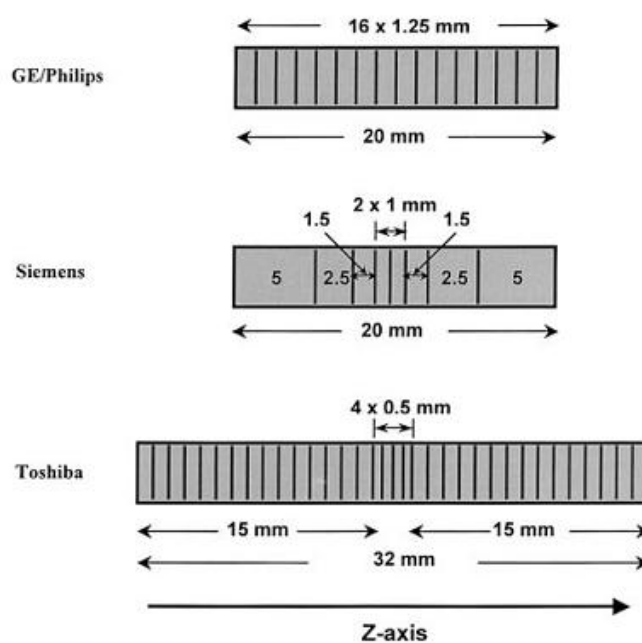 16 x 1.25 mm
GE/Philips
20 mm
2 x 1 mm
1.5 1.5
Siemens
5 2.5 2.5 5
20 mm
4 x 0.5 mm
Toshiba
15 mm 15 mm
32 mm
Z-axis